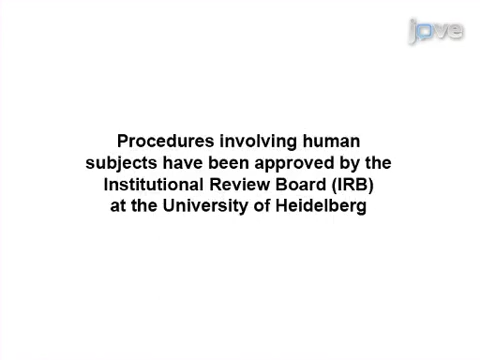 jove
Procedures involving human
subjects have been approved by the
Institutional Review Board (IRB)
at the University of Heidelberg